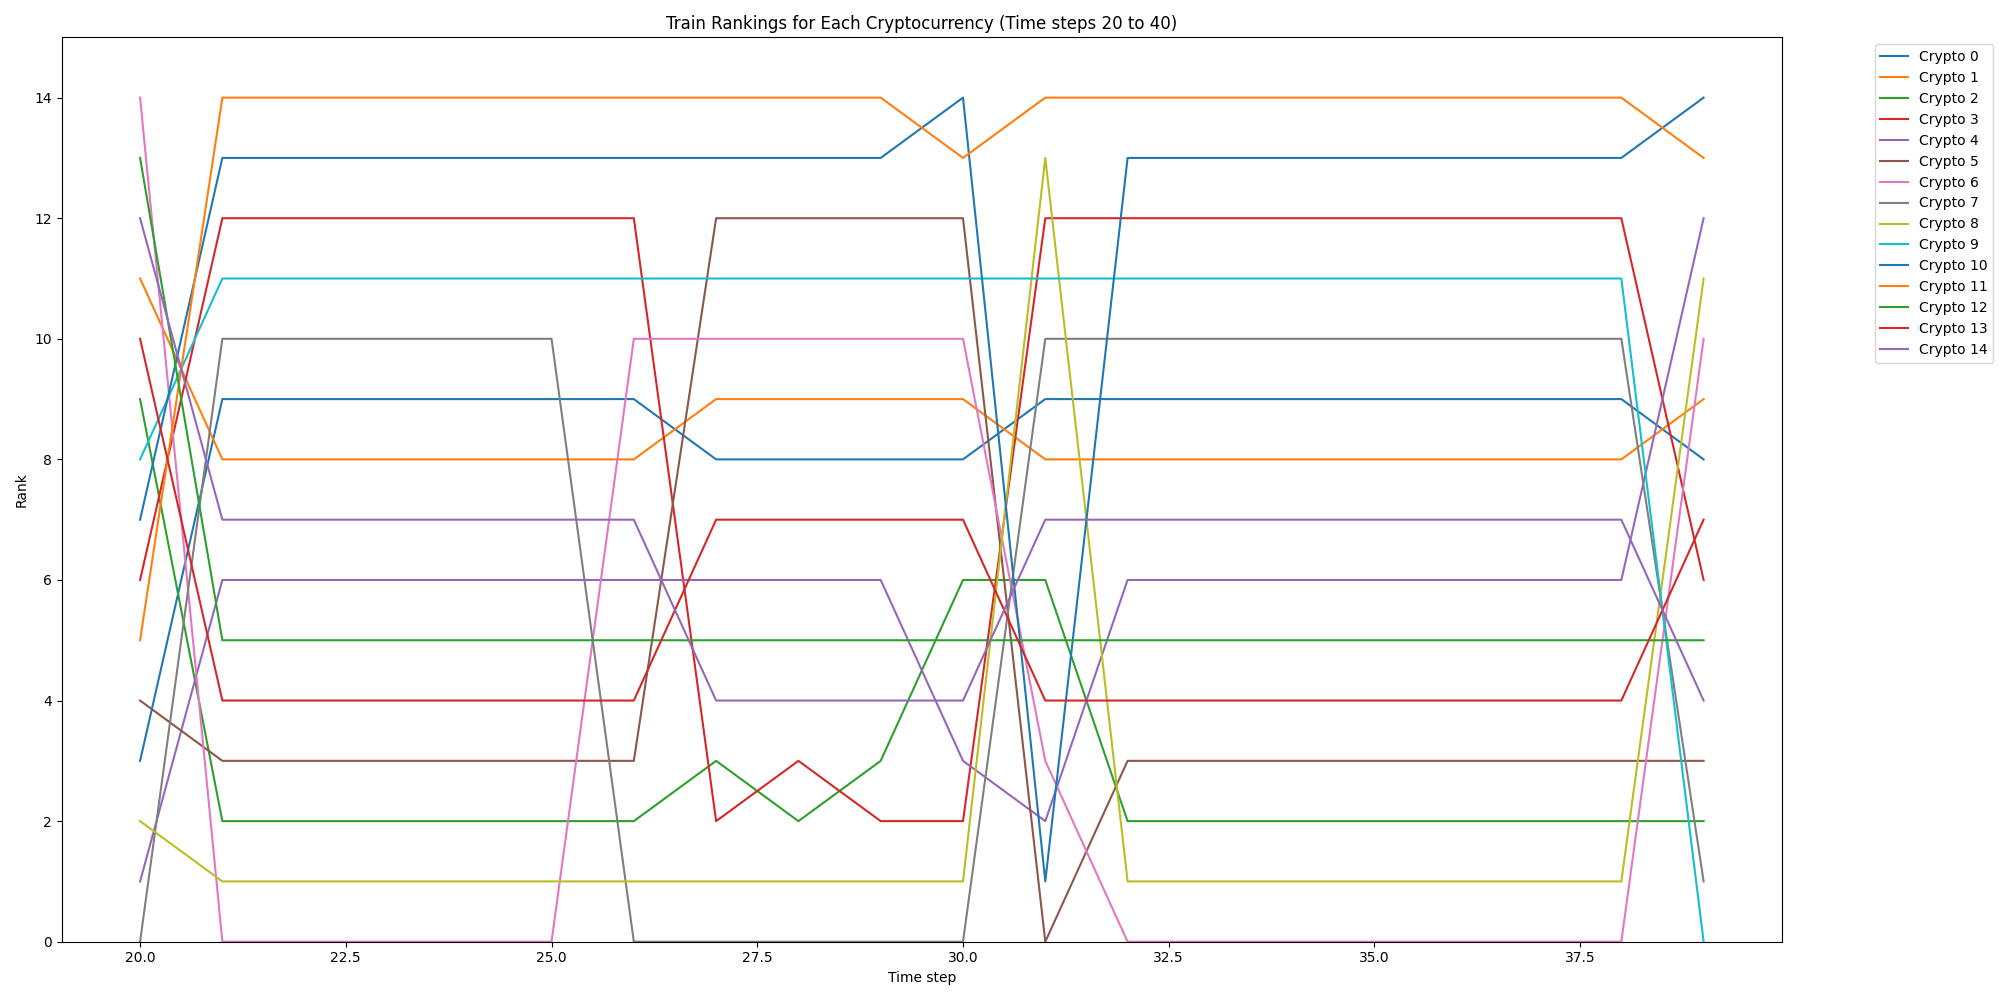 Train Rankings for Each Cryptocurrency (Time steps 20 to 40)
Rank
14
12
10
8
6
4
2
0
20.0 22.5 25.0 27.5 30.0 32.5 35.0 37.5
Time step
Crypto 0
Crypto 1
Crypto 2
Crypto 3
Crypto 4
Crypto 5
Crypto 6
Crypto 7
Crypto 8
Crypto 9
Crypto 10
Crypto 11
Crypto 12
Crypto 13
Crypto 14